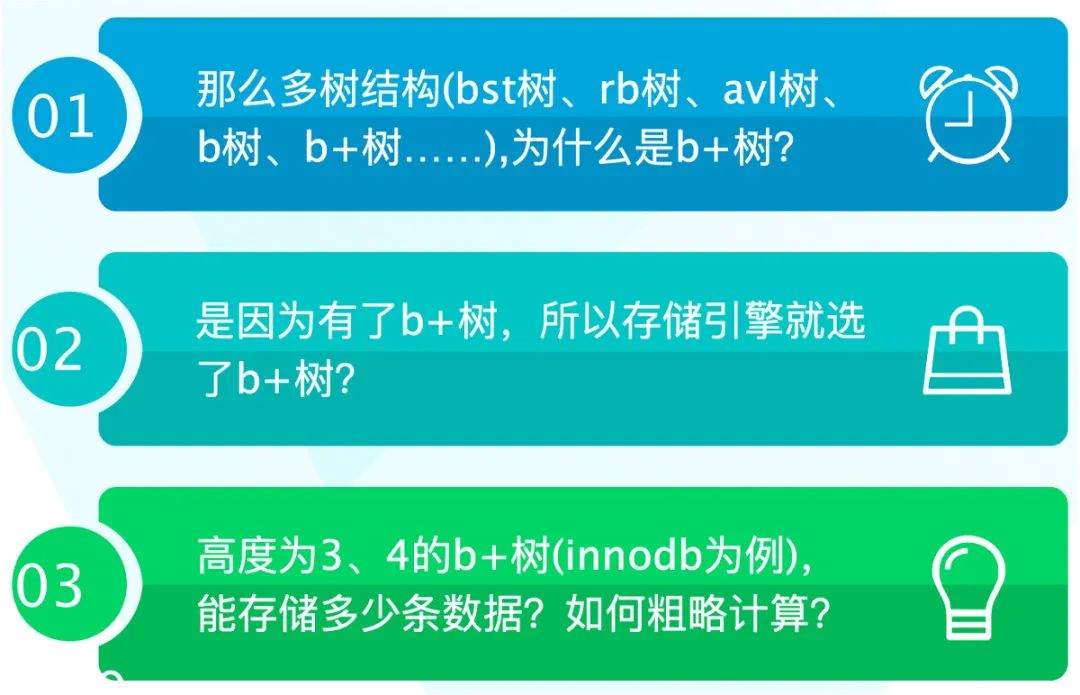 01
那么多树结构(bst树、rb树、avl树、
b树、b+树......),为什么是b+树?
02
是因为有了b+树，所以存储引擎就选
了b+树?
03
高度为3、4的b+树(innodb为例),
能存储多少条数据？如何粗略计算?